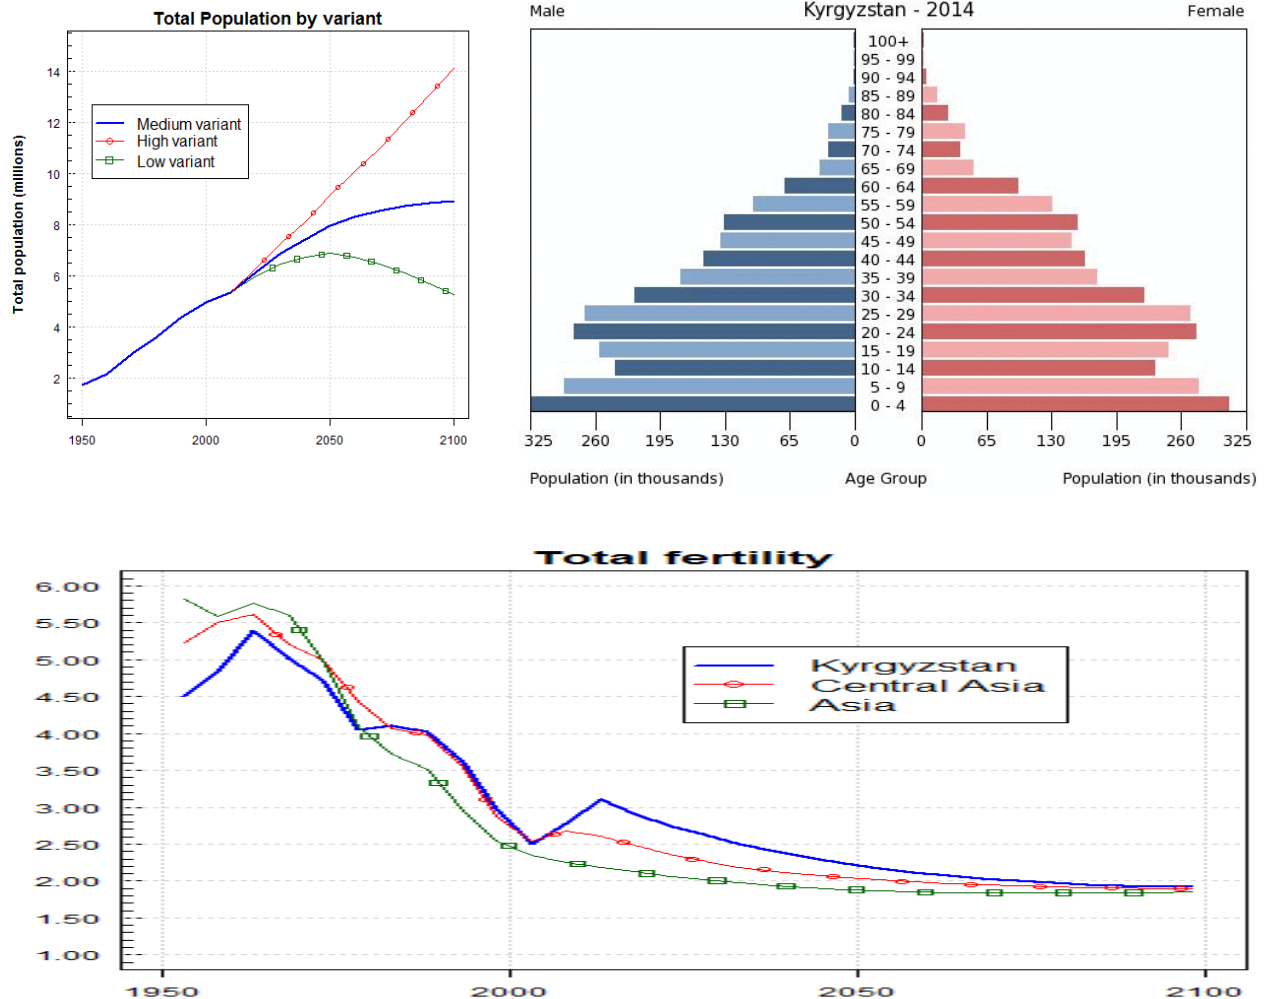 Total Population by variant
Total population (millions)
14
12
10
8
6
4
2
Medium variant
High variant
Low variant
1950 2000 2050 2100
Male Kyrgyzstan - 2014 Female
100+
95 - 99
90 - 94
85 - 89
80 - 84
75 - 79
70 - 74
65 - 69
60 - 64
55 - 59
50 - 54
45 - 49
40 - 44
35 - 39
30 - 34
25 - 29
20 - 24
15 - 19
10 - 14
5 - 9
0 - 4
325 260 195 130 65 0 0 65 130 195 260 325
Population (in thousands) Age Group Population (in thousands)
Total fertility
6.00
5.50
5.00
4.50
4.00
3.50
3.00
2.50
2.00
1.50
1.00
Kyrgyzstan
Central Asia
Asia
1950 2000 2050 2100